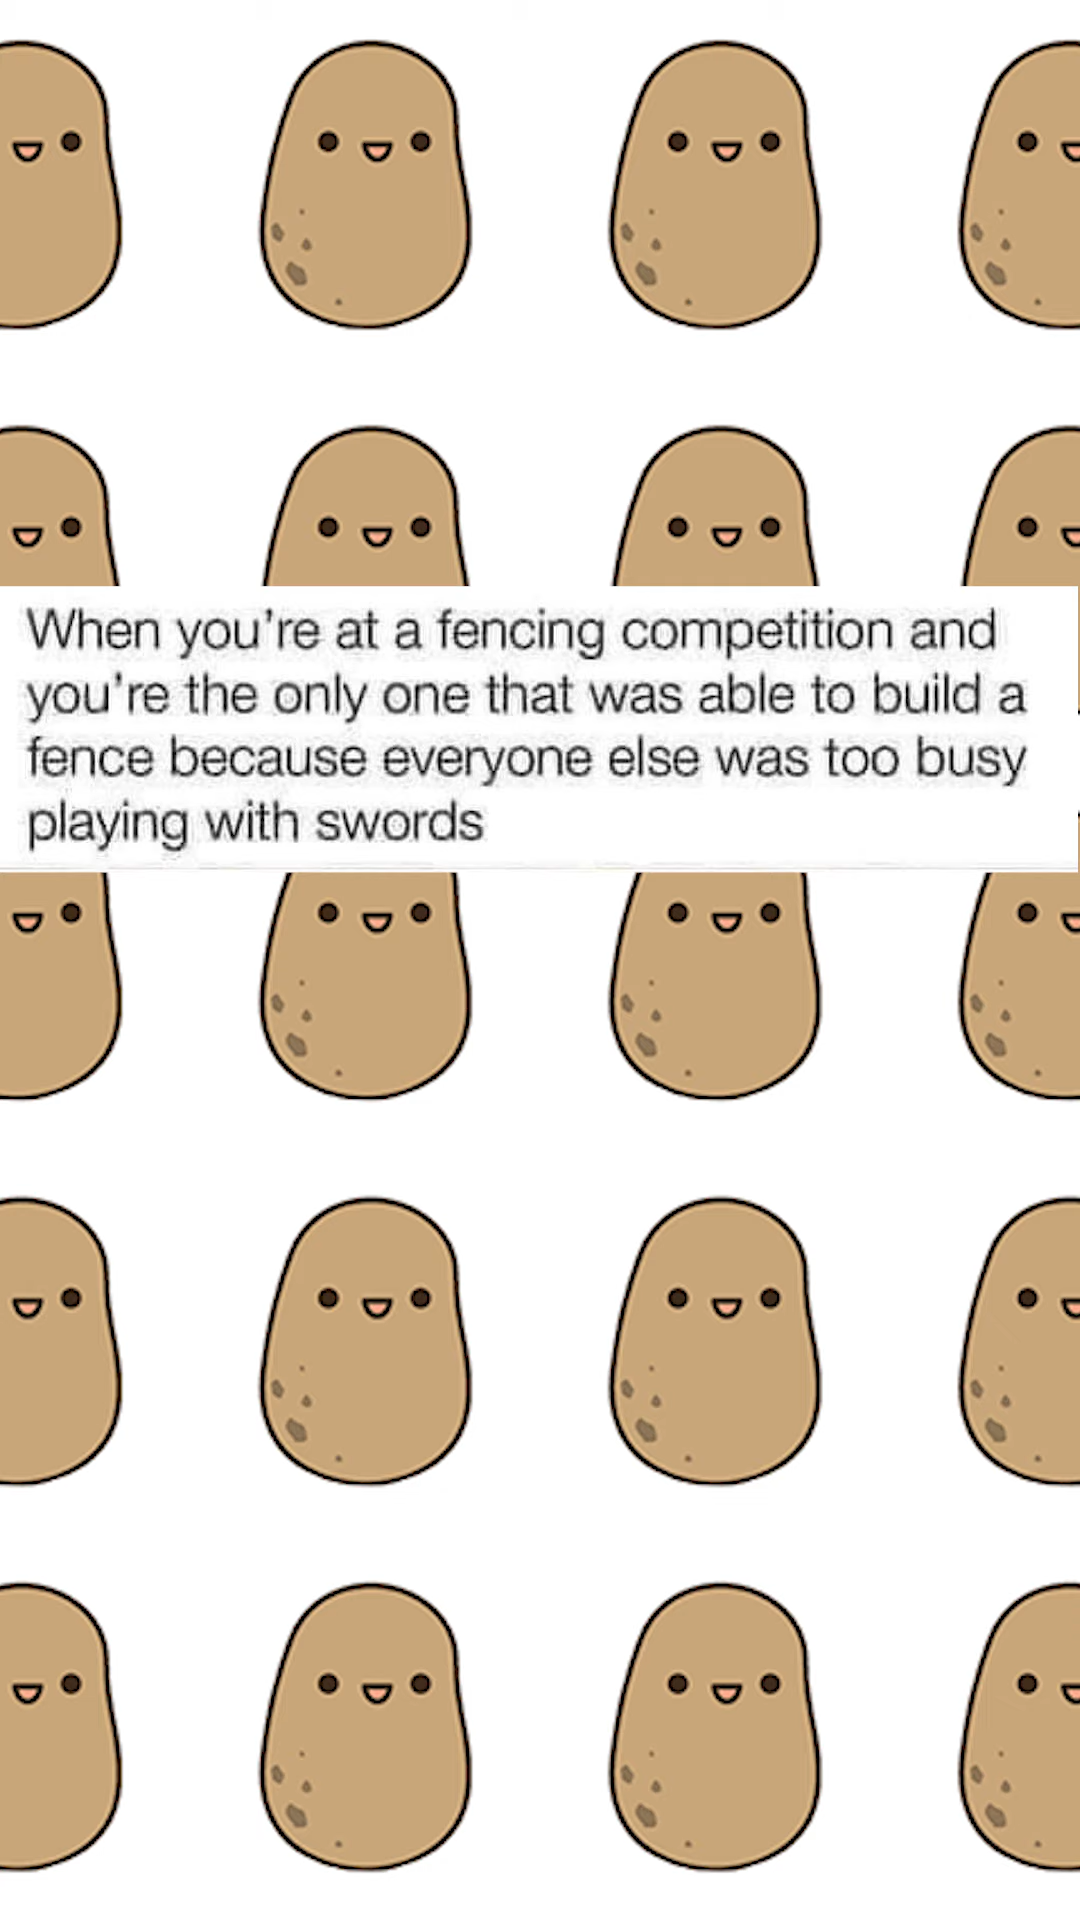 When you’re at a fencing competition and
you’re the only one that was able to build a
fence because everyone else was too busy
playing with swords